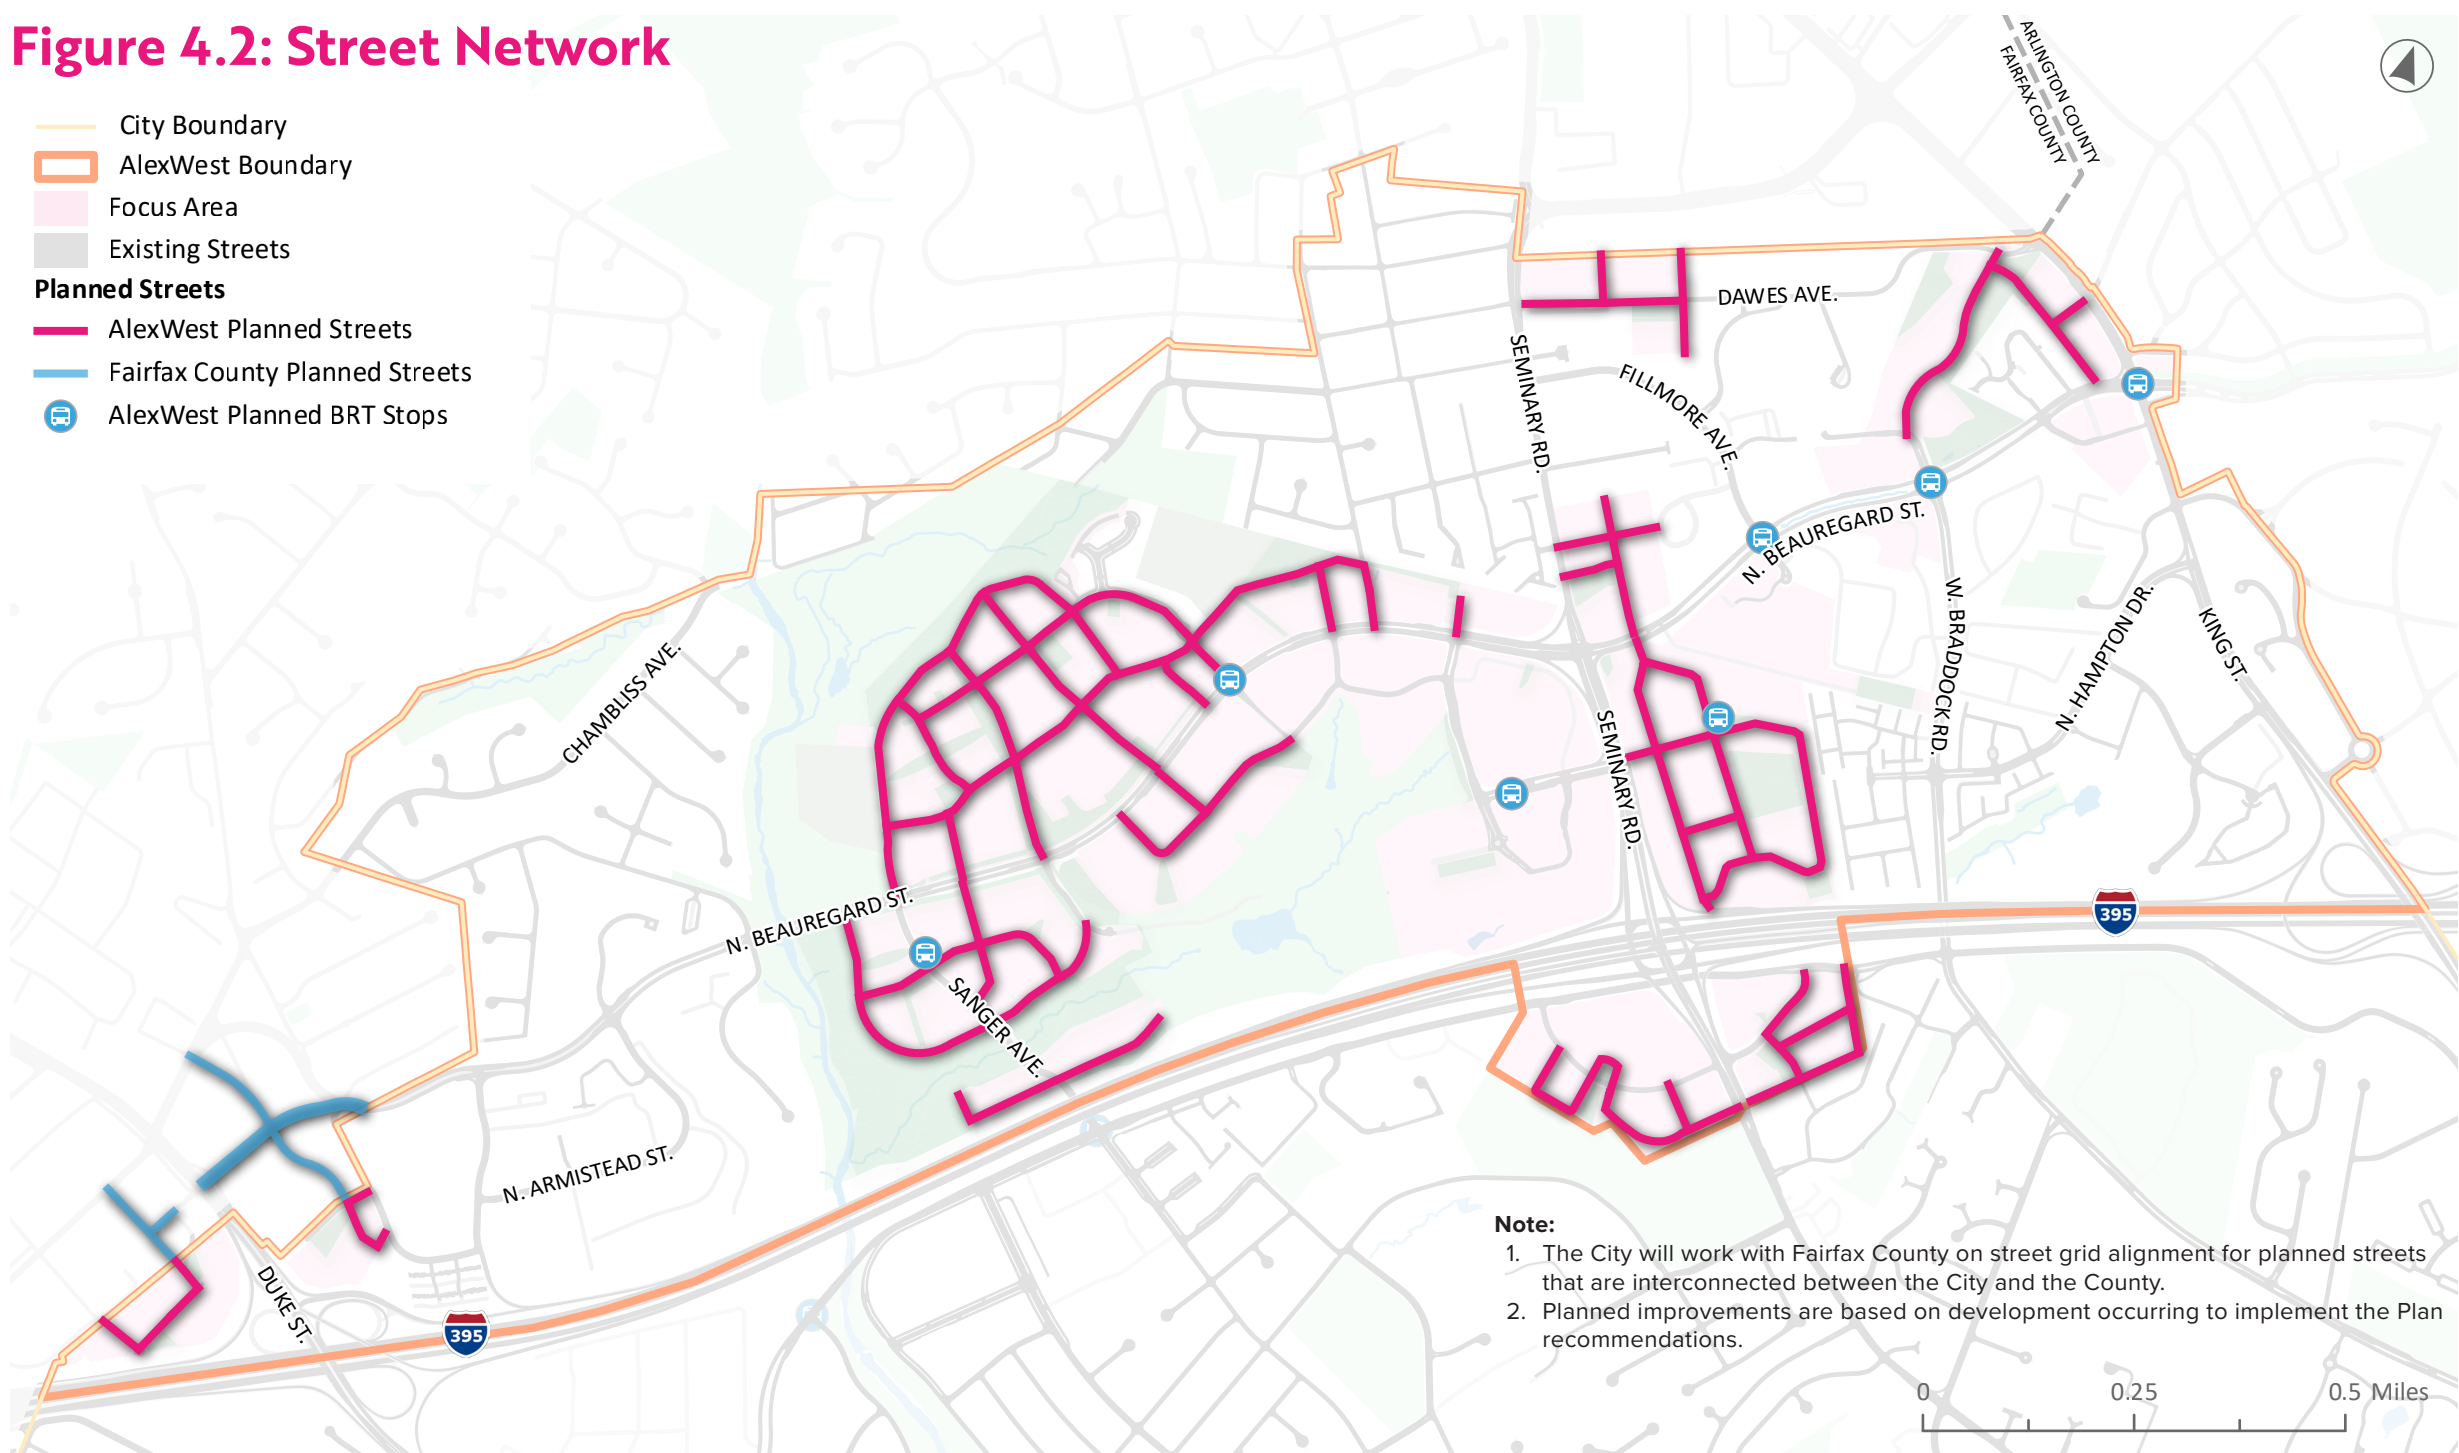 Figure 4.2: Street Network
City Boundary
AlexWest Boundary
Focus Area
Existing Streets
Planned Streets
AlexWest Planned Streets
Fairfax County Planned Streets
AlexWest Planned BRT Stops
ARLINGTON COUNTY
FAIRFAX COUNTY
DAWES AVE.
SEMINARY RD.
FILLMORE AVE.
N. BEAUREGARD ST.
W. BRADDOCK RD.
N. HAMPTON DR.
KING ST.
CHAMBLISS AVE.
SEMINARY RD.
N. BEAUREGARD ST.
395
SANGER AVE.
N. ARMISTEAD ST.
DUKE ST.
395
Note:
1. The City will work with Fairfax County on street grid alignment for planned streets
that are interconnected between the City and the County.
2. Planned improvements are based on development occurring to implement the Plan
recommendations.
0 0.25 0.5 Miles